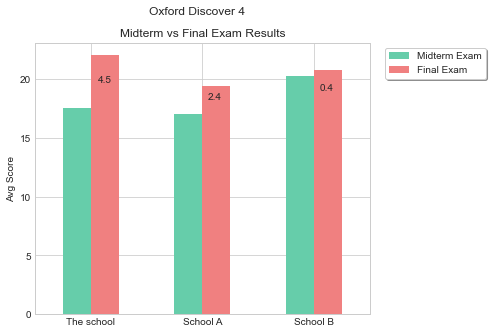 Oxford Discover 4
Midterm vs Final Exam Results
Midterm Exam
Final Exam
Avg Score
20
15
10
5
0
4.5
2.4
0.4
The school
School A
School B